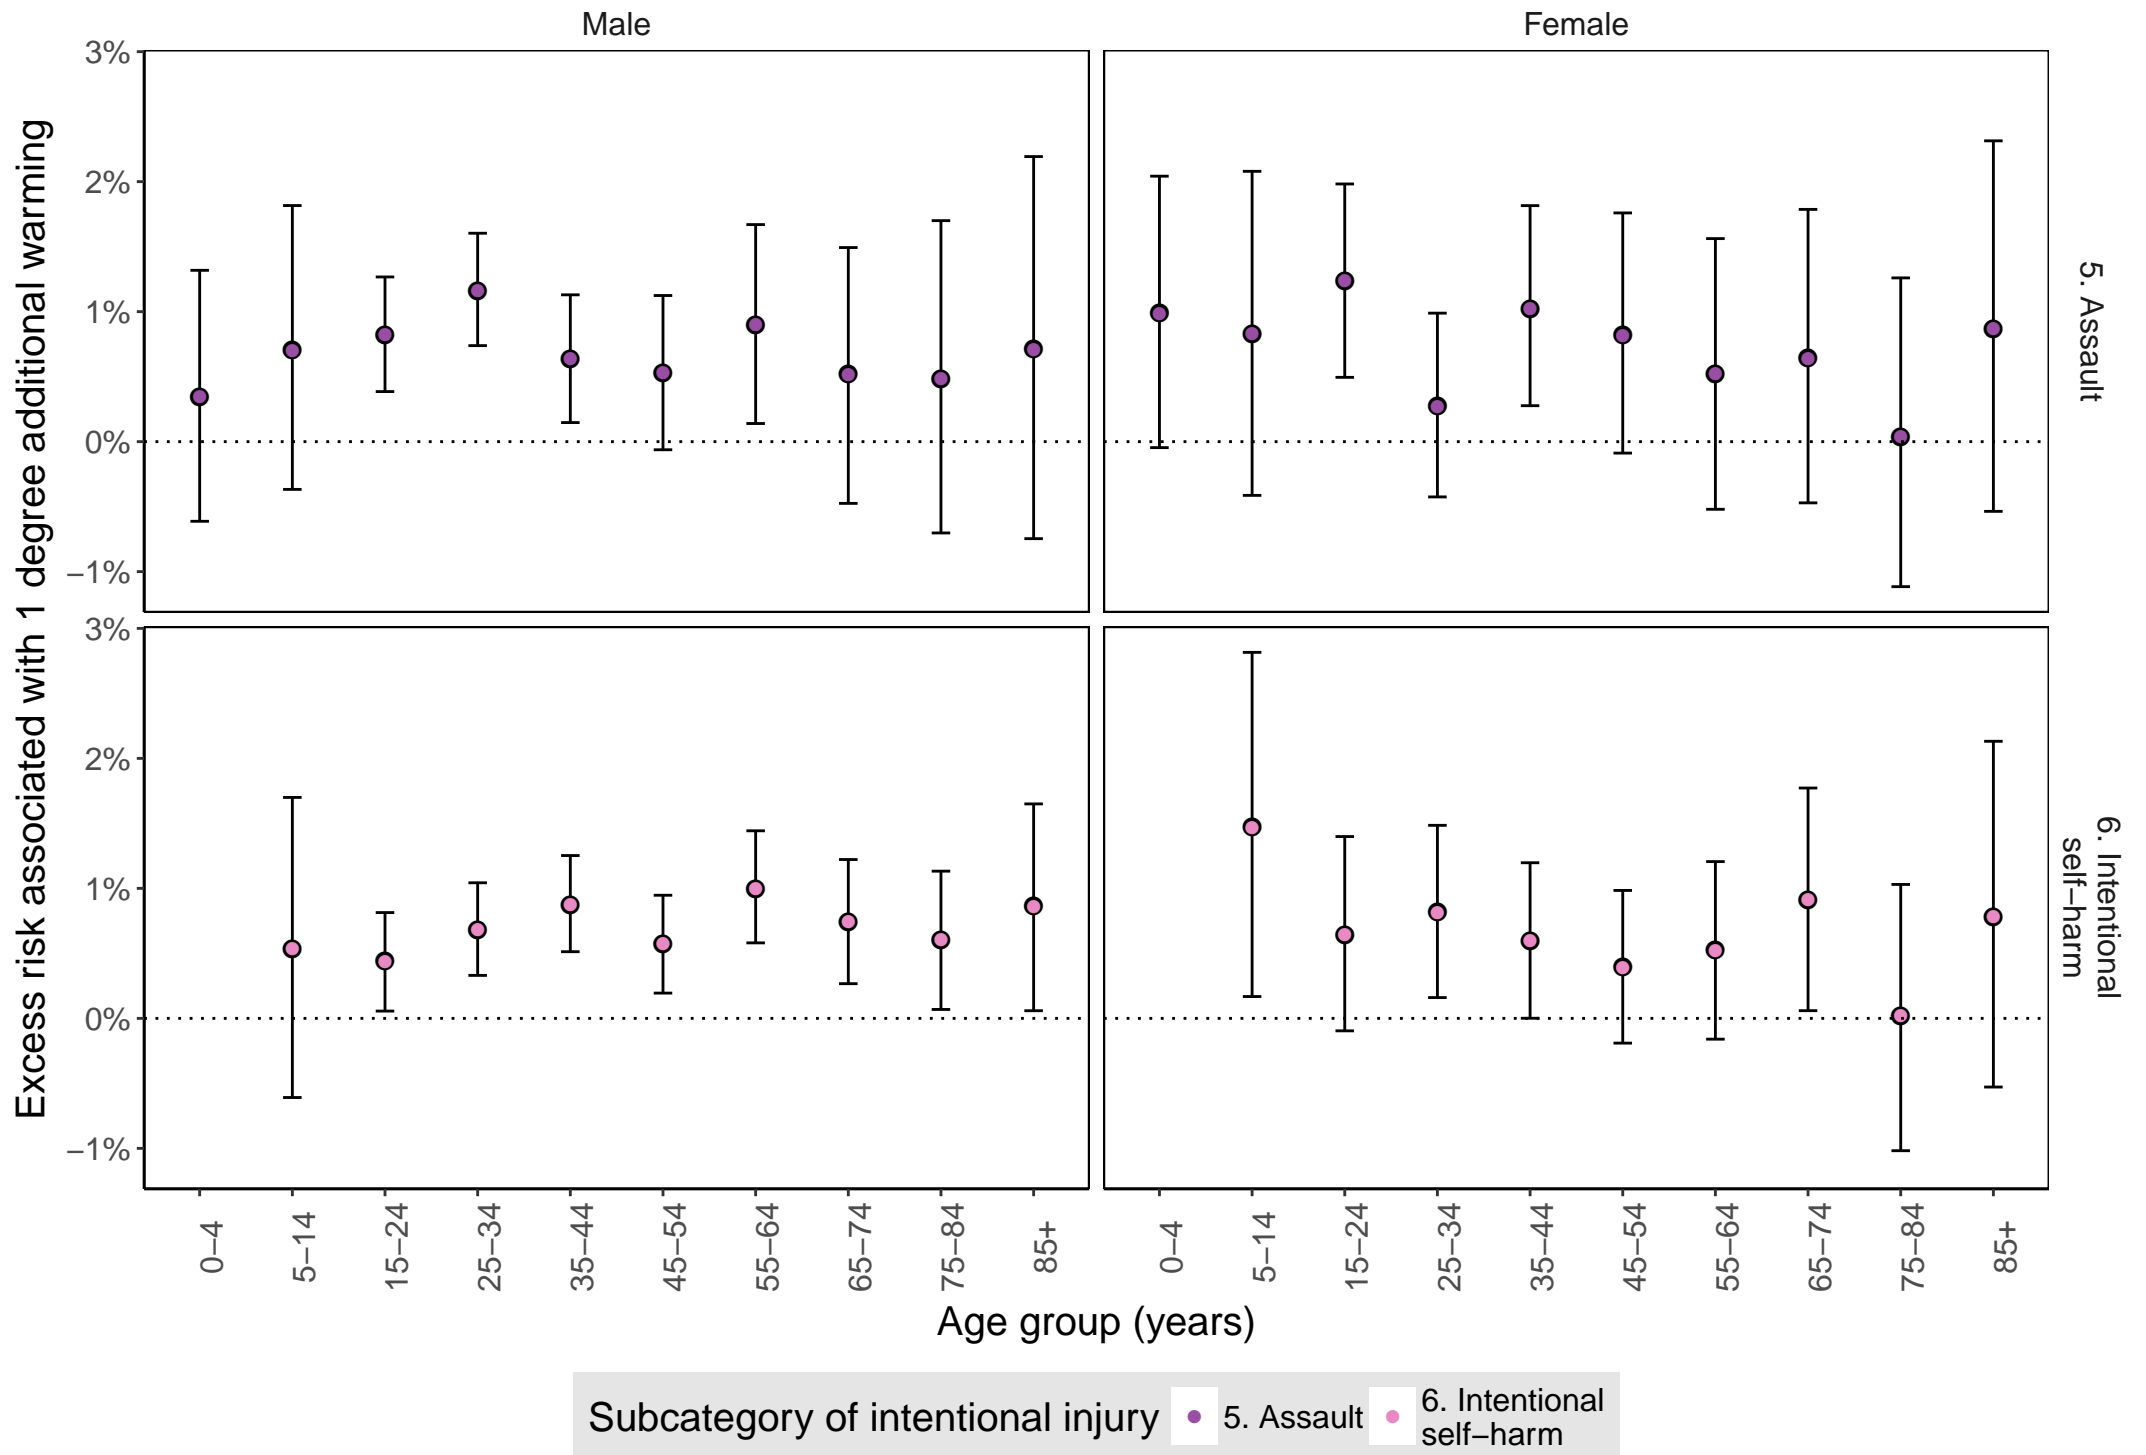 Male
Female
Excess risk associated with 1 degree additional warming
3%
2%
1%
0%
−1%
5. Assault
3%
2%
1%
0%
−1%
6. Intentional
self−harm
0−4
5−14
15−24
25−34
35−44
45−54
55−64
65−74
75−84
85+
0−4
5−14
15−24
25−34
35−44
45−54
55−64
65−74
75−84
85+
Age group (years)
Subcategory of intentional injury
5. Assault
6. Intentional
self−harm